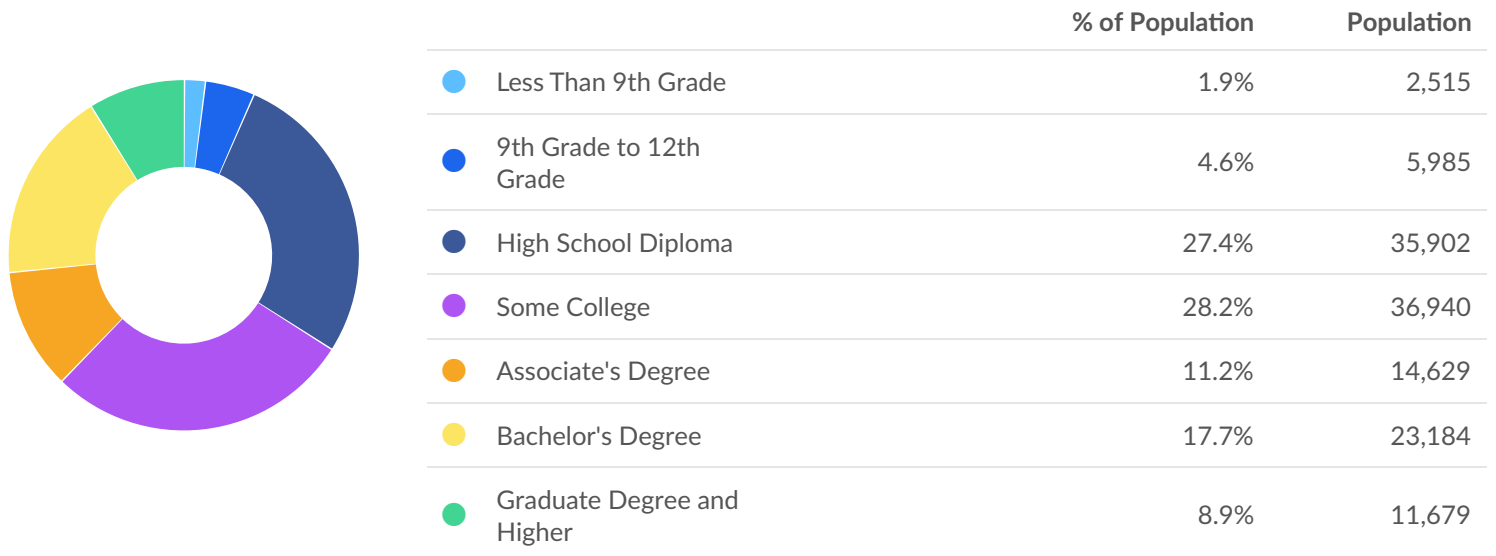 % of Population Population
Less Than 9th Grade 1.9% 2,515
9th Grade to 12th
Grade 4.6% 5,985
High School Diploma 27.4% 35,902
Some College 28.2% 36,940
Associate's Degree 11.2% 14,629
Bachelor's Degree 17.7% 23,184
Graduate Degree and
Higher 8.9% 11,679